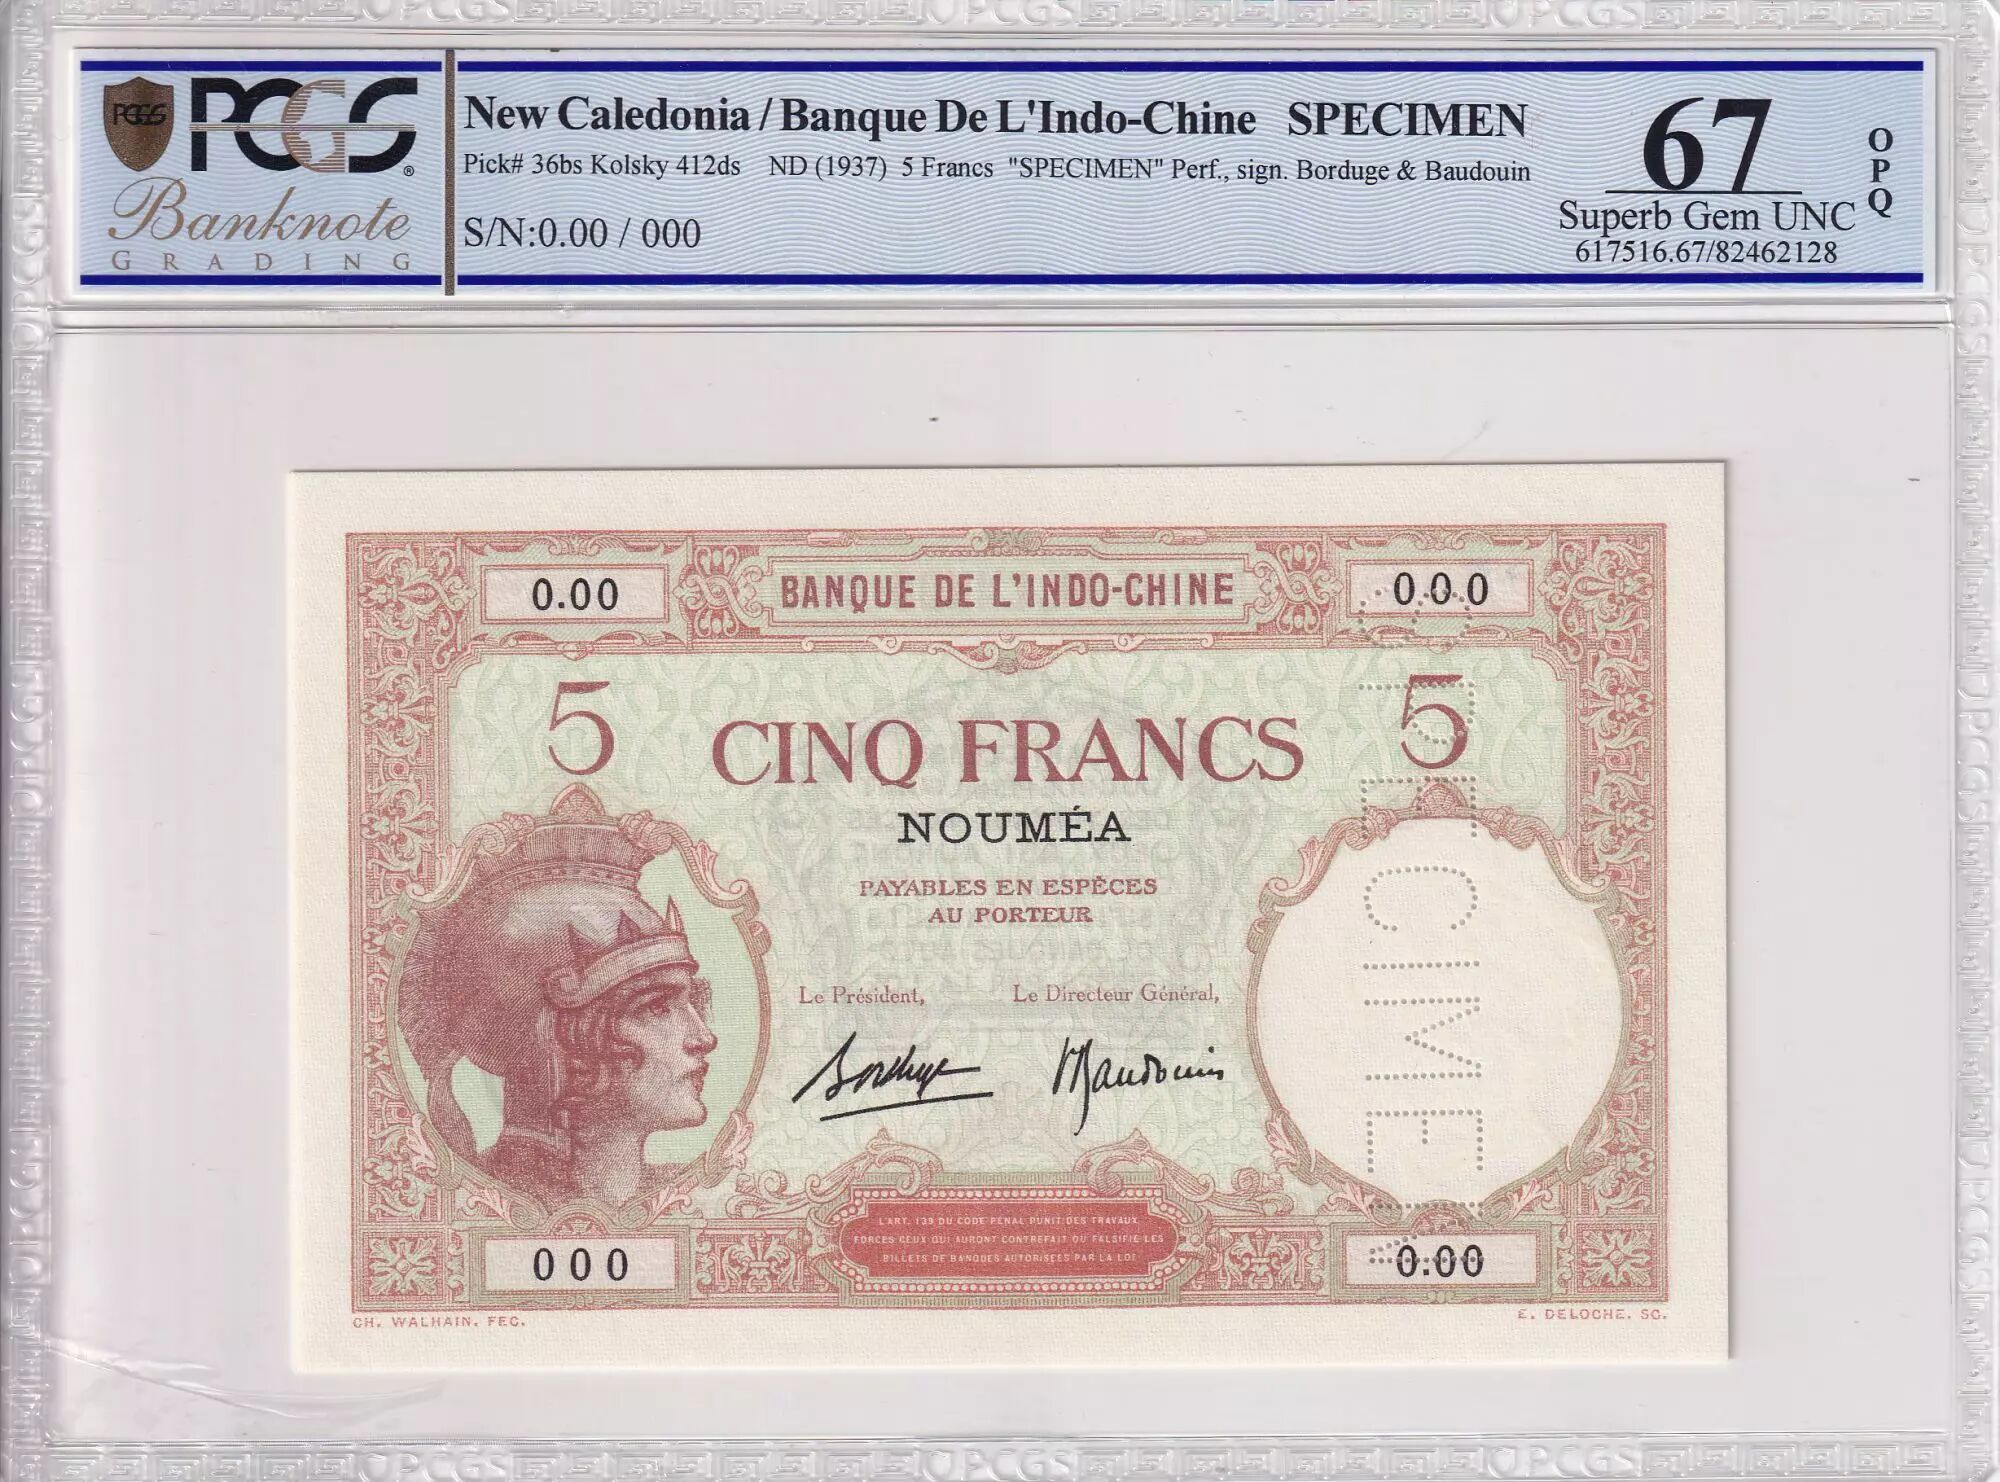 PCGS
PCGS®
Banknote
GRADING
New Caledonia / Banque De L'Indo-Chine SPECIMEN
Pick# 36bs Kolsky 412ds ND (1937) 5 Francs "SPECIMEN" Perf., sign. Borduge & Baudouin
S/N:0.00 / 000
67
OPQ
Superb Gem UNC
617516.67/82462128
0.00
BANQUE DE L'INDO-CHINE
000
5
CINQ FRANCS
5
NOUMÉA
PAYABLES EN ESPÈCES
AU PORTEUR
Le Président,
Le Directeur Général,
Borduge
Baudouin
SPECIMEN
L'ART. 139 DU CODE PENAL PUNIT DES TRAVAUX
FORCES CEUX QUI AURONT CONTREFAIT OU FALSIFIE LES
BILLETS DE BANQUES AUTORISEES PAR LA LOI
000
0.00
CH. WALHAIN. FEC.
E. DELOCHE. SC.